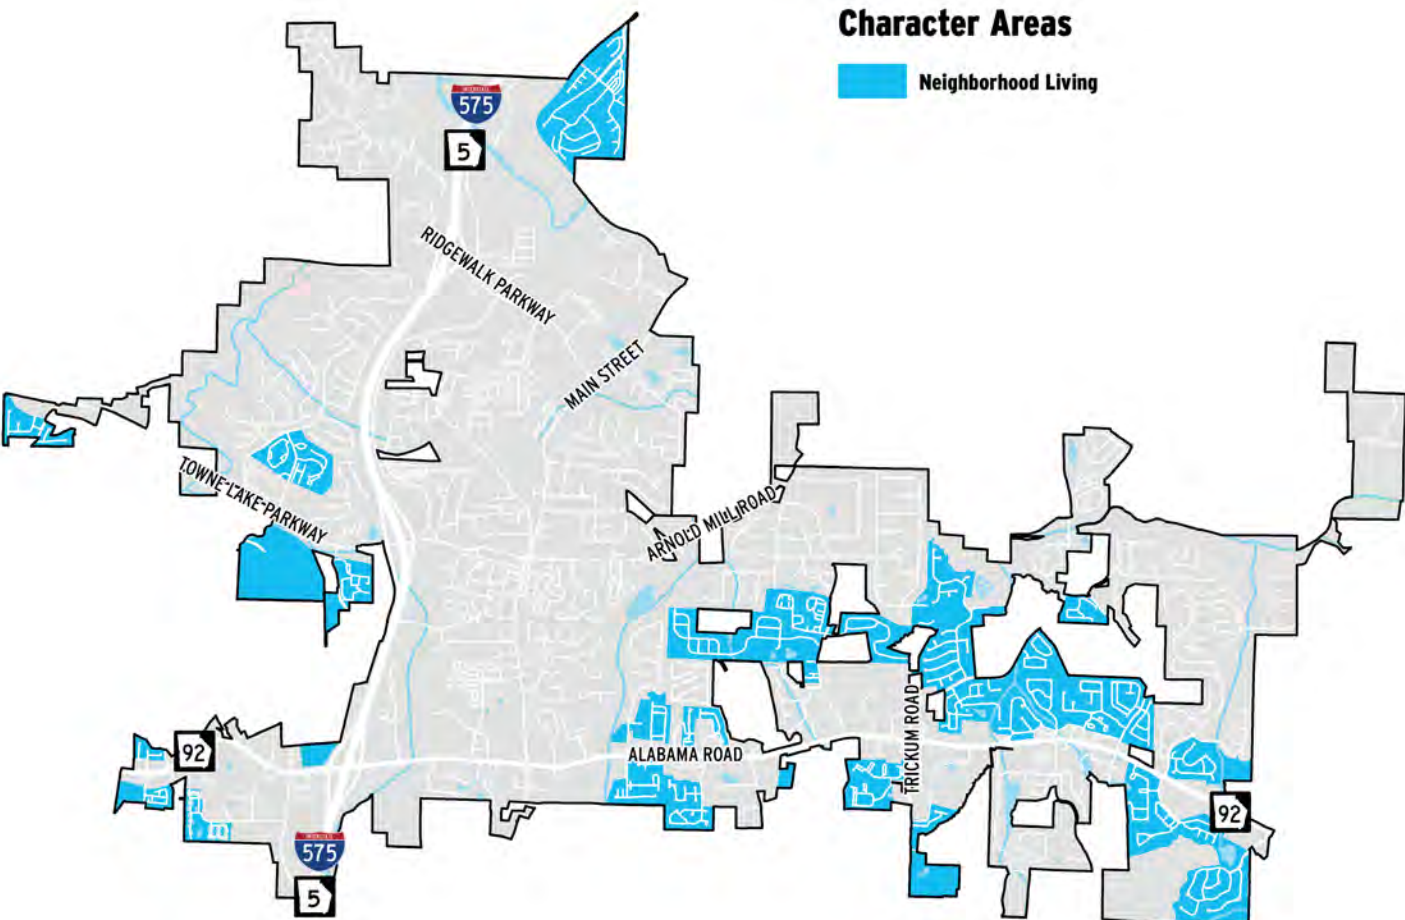 Character Areas
Neighborhood Living
575
5
RIDGEWALK PARKWAY
MAIN STREET
TOWNE LAKE PARKWAY
ARNOLD MILL ROAD
TRICKUM ROAD
92
ALABAMA ROAD
92
575
5